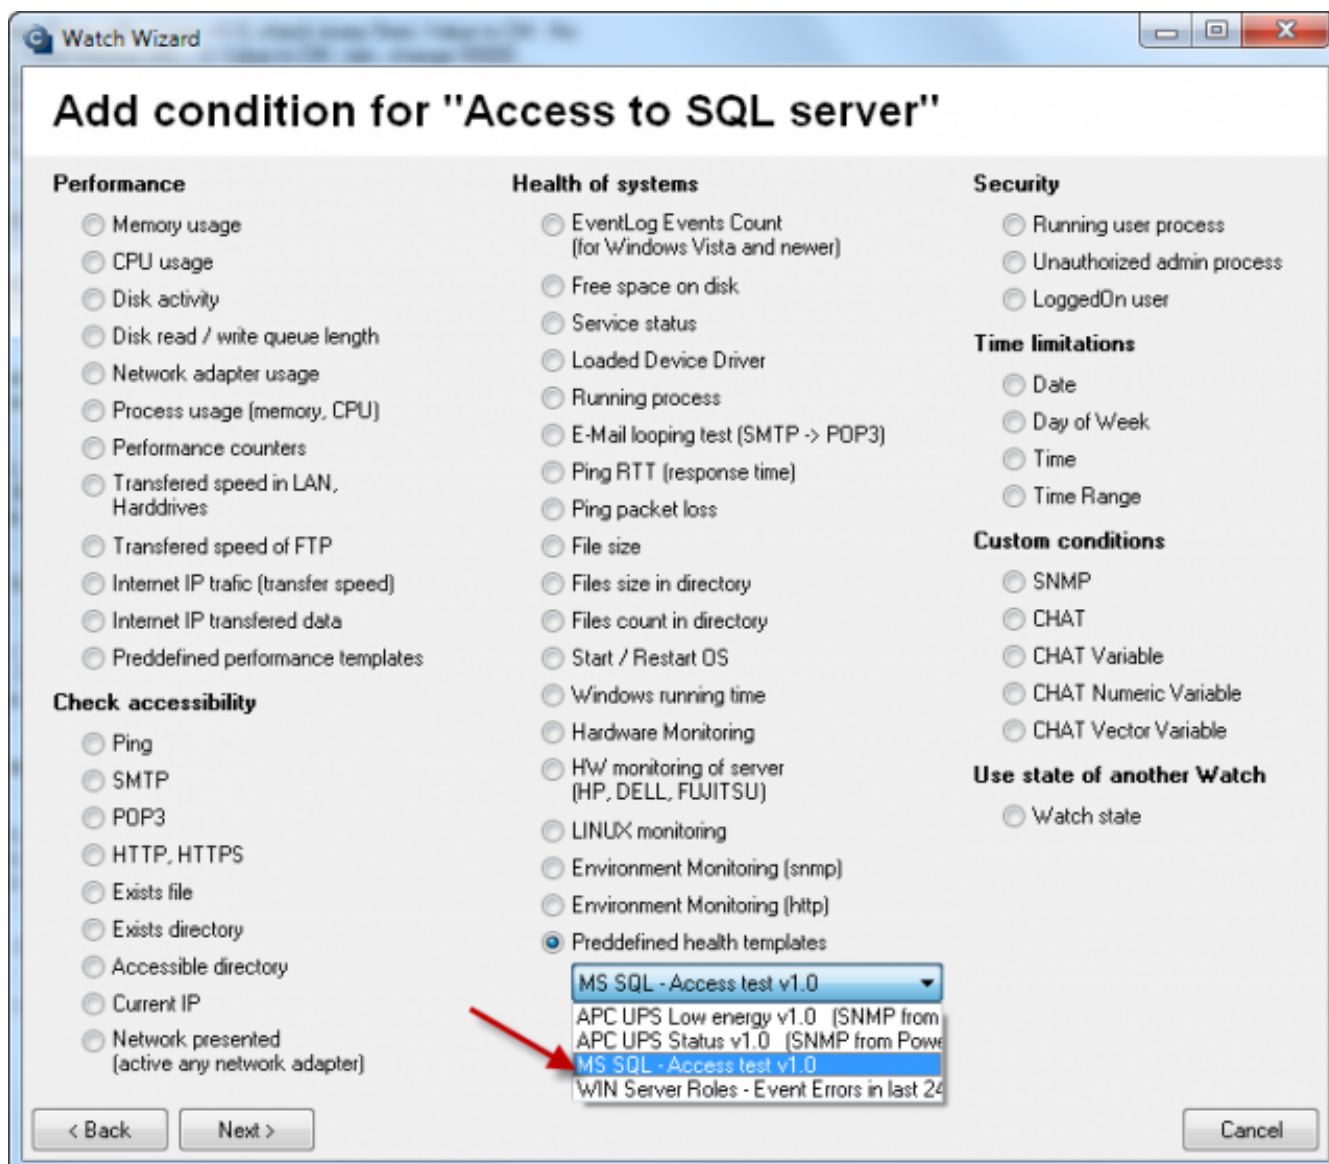 Watch Wizard
Add condition for "Access to SQL server"
Performance
Memory usage
CPU usage
Disk activity
Disk read / write queue length
Network adapter usage
Process usage (memory, CPU)
Performance counters
Transfered speed in LAN,
Harddrives
Transfered speed of FTP
Internet IP trafic (transfer speed)
Internet IP transfered data
Preddefined performance templates
Check accessibility
Ping
SMTP
POP3
HTTP, HTTPS
Exists file
Exists directory
Accessible directory
Current IP
Network presented
(active any network adapter)
Health of systems
EventLog Events Count
(for Windows Vista and newer)
Free space on disk
Service status
Loaded Device Driver
Running process
E-Mail looping test (SMTP -> POP3)
Ping RTT (response time)
Ping packet loss
File size
Files size in directory
Files count in directory
Start / Restart OS
Windows running time
Hardware Monitoring
HW monitoring of server
(HP, DELL, FUJITSU)
LINUX monitoring
Environment Monitoring (snmp)
Environment Monitoring (http)
Preddefined health templates
MS SQL - Access test v1.0
APC UPS Low energy v1.0 (SNMP from
APC UPS Status v1.0 (SNMP from Powe
MS SQL - Access test v1.0
WIN Server Roles - Event Errors in last 24
Security
Running user process
Unauthorized admin process
LoggedOn user
Time limitations
Date
Day of Week
Time
Time Range
Custom conditions
SNMP
CHAT
CHAT Variable
CHAT Numeric Variable
CHAT Vector Variable
Use state of another Watch
Watch state
< Back
Next >
Cancel